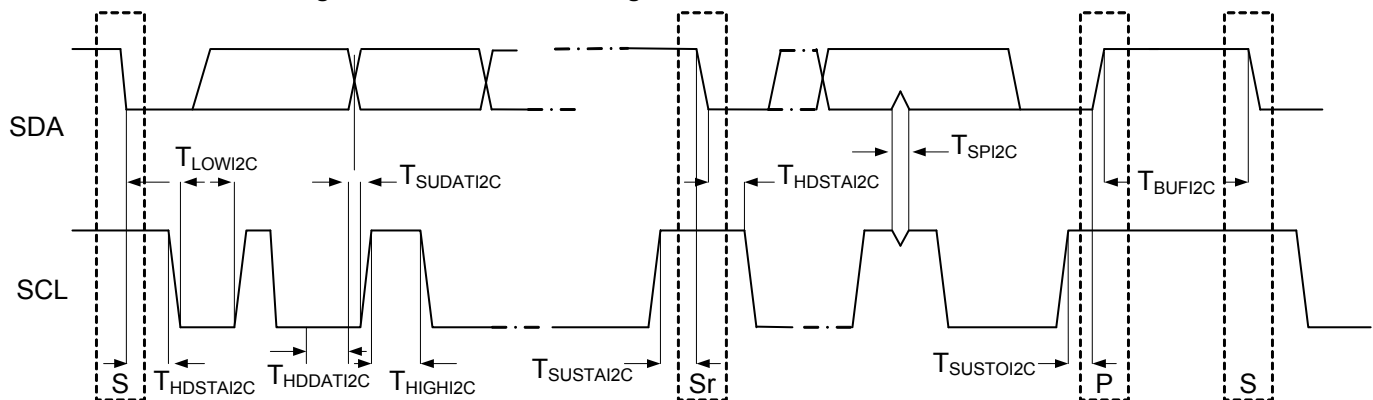 SDA
T_LOWI2C
T_SUDATI2C
T_HDSTAI2C
T_SPI2C
T_BUFI2C
SCL
S
T_HDSTAI2C
T_HDDATI2C
T_HIGHI2C
T_SUSTAI2C
Sr
T_SUSTOI2C
P
S